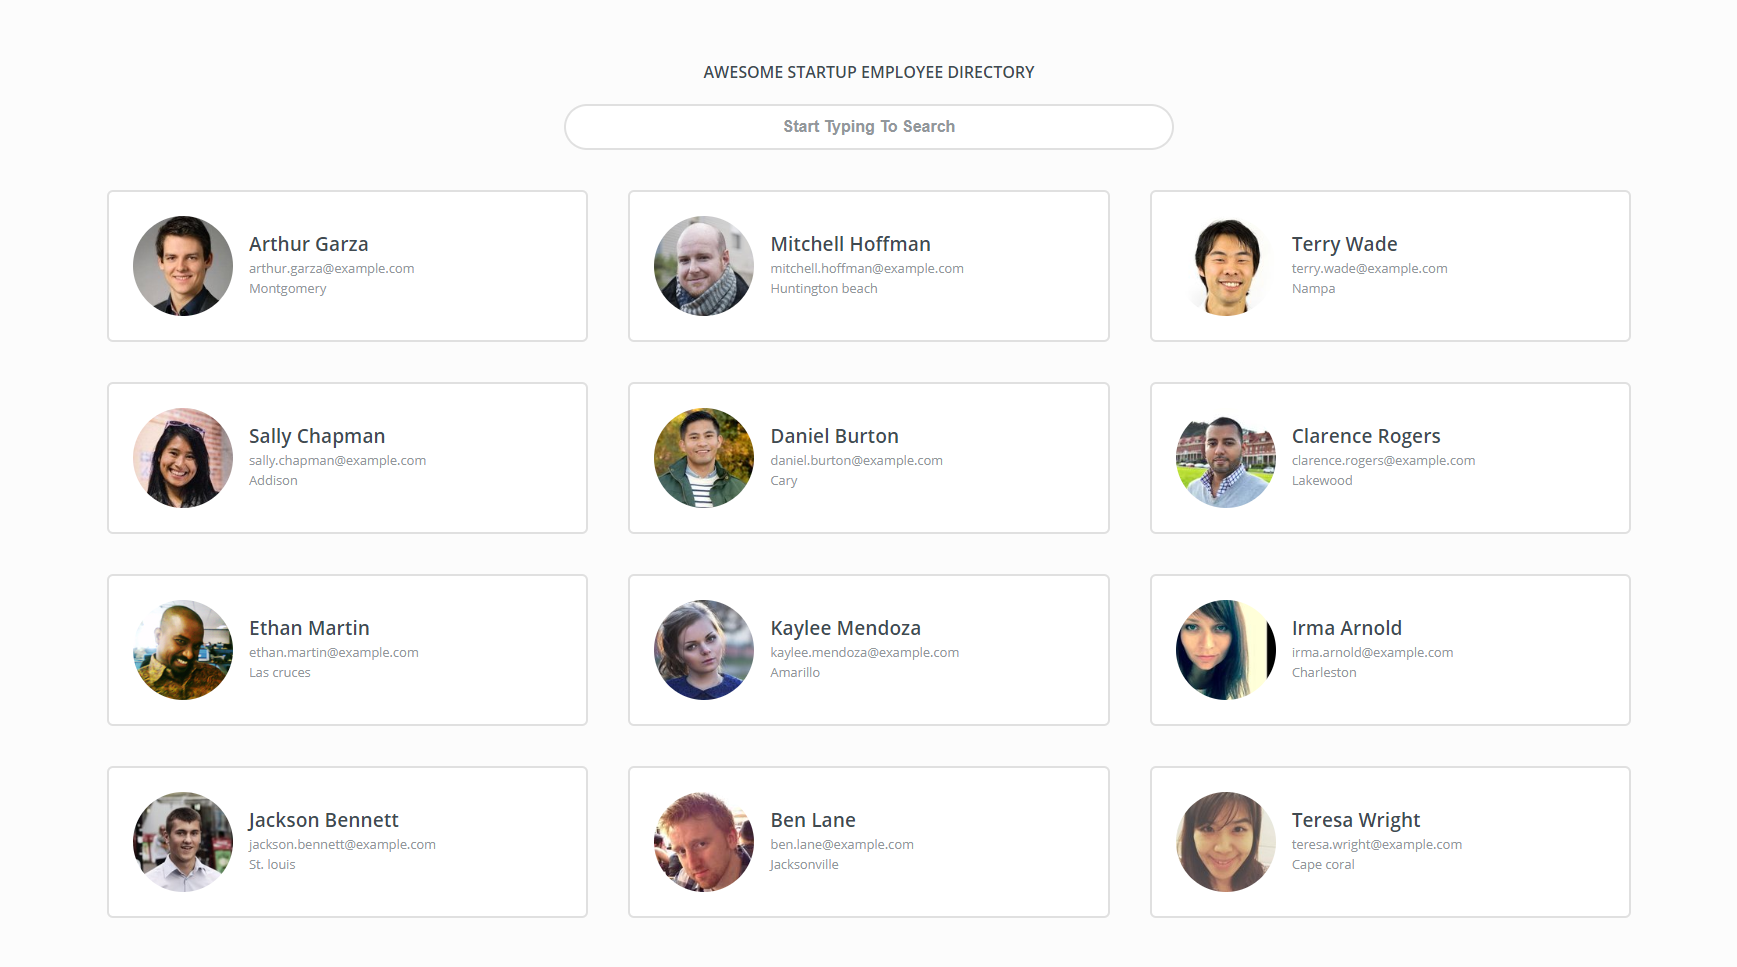 AWESOME STARTUP EMPLOYEE DIRECTORY
Start Typing To Search
Arthur Garza
arthur.garza@example.com
Montgomery
Mitchell Hoffman
mitchell.hoffman@example.com
Huntington beach
Terry Wade
terry.wade@example.com
Nampa
Sally Chapman
sally.chapman@example.com
Addison
Daniel Burton
daniel.burton@example.com
Cary
Clarence Rogers
clarence.rogers@example.com
Lakewood
Ethan Martin
ethan.martin@example.com
Las cruces
Kaylee Mendoza
kaylee.mendoza@example.com
Amarillo
Irma Arnold
irma.arnold@example.com
Charleston
Jackson Bennett
jackson.bennett@example.com
St. louis
Ben Lane
ben.lane@example.com
Jacksonville
Teresa Wright
teresa.wright@example.com
Cape coral